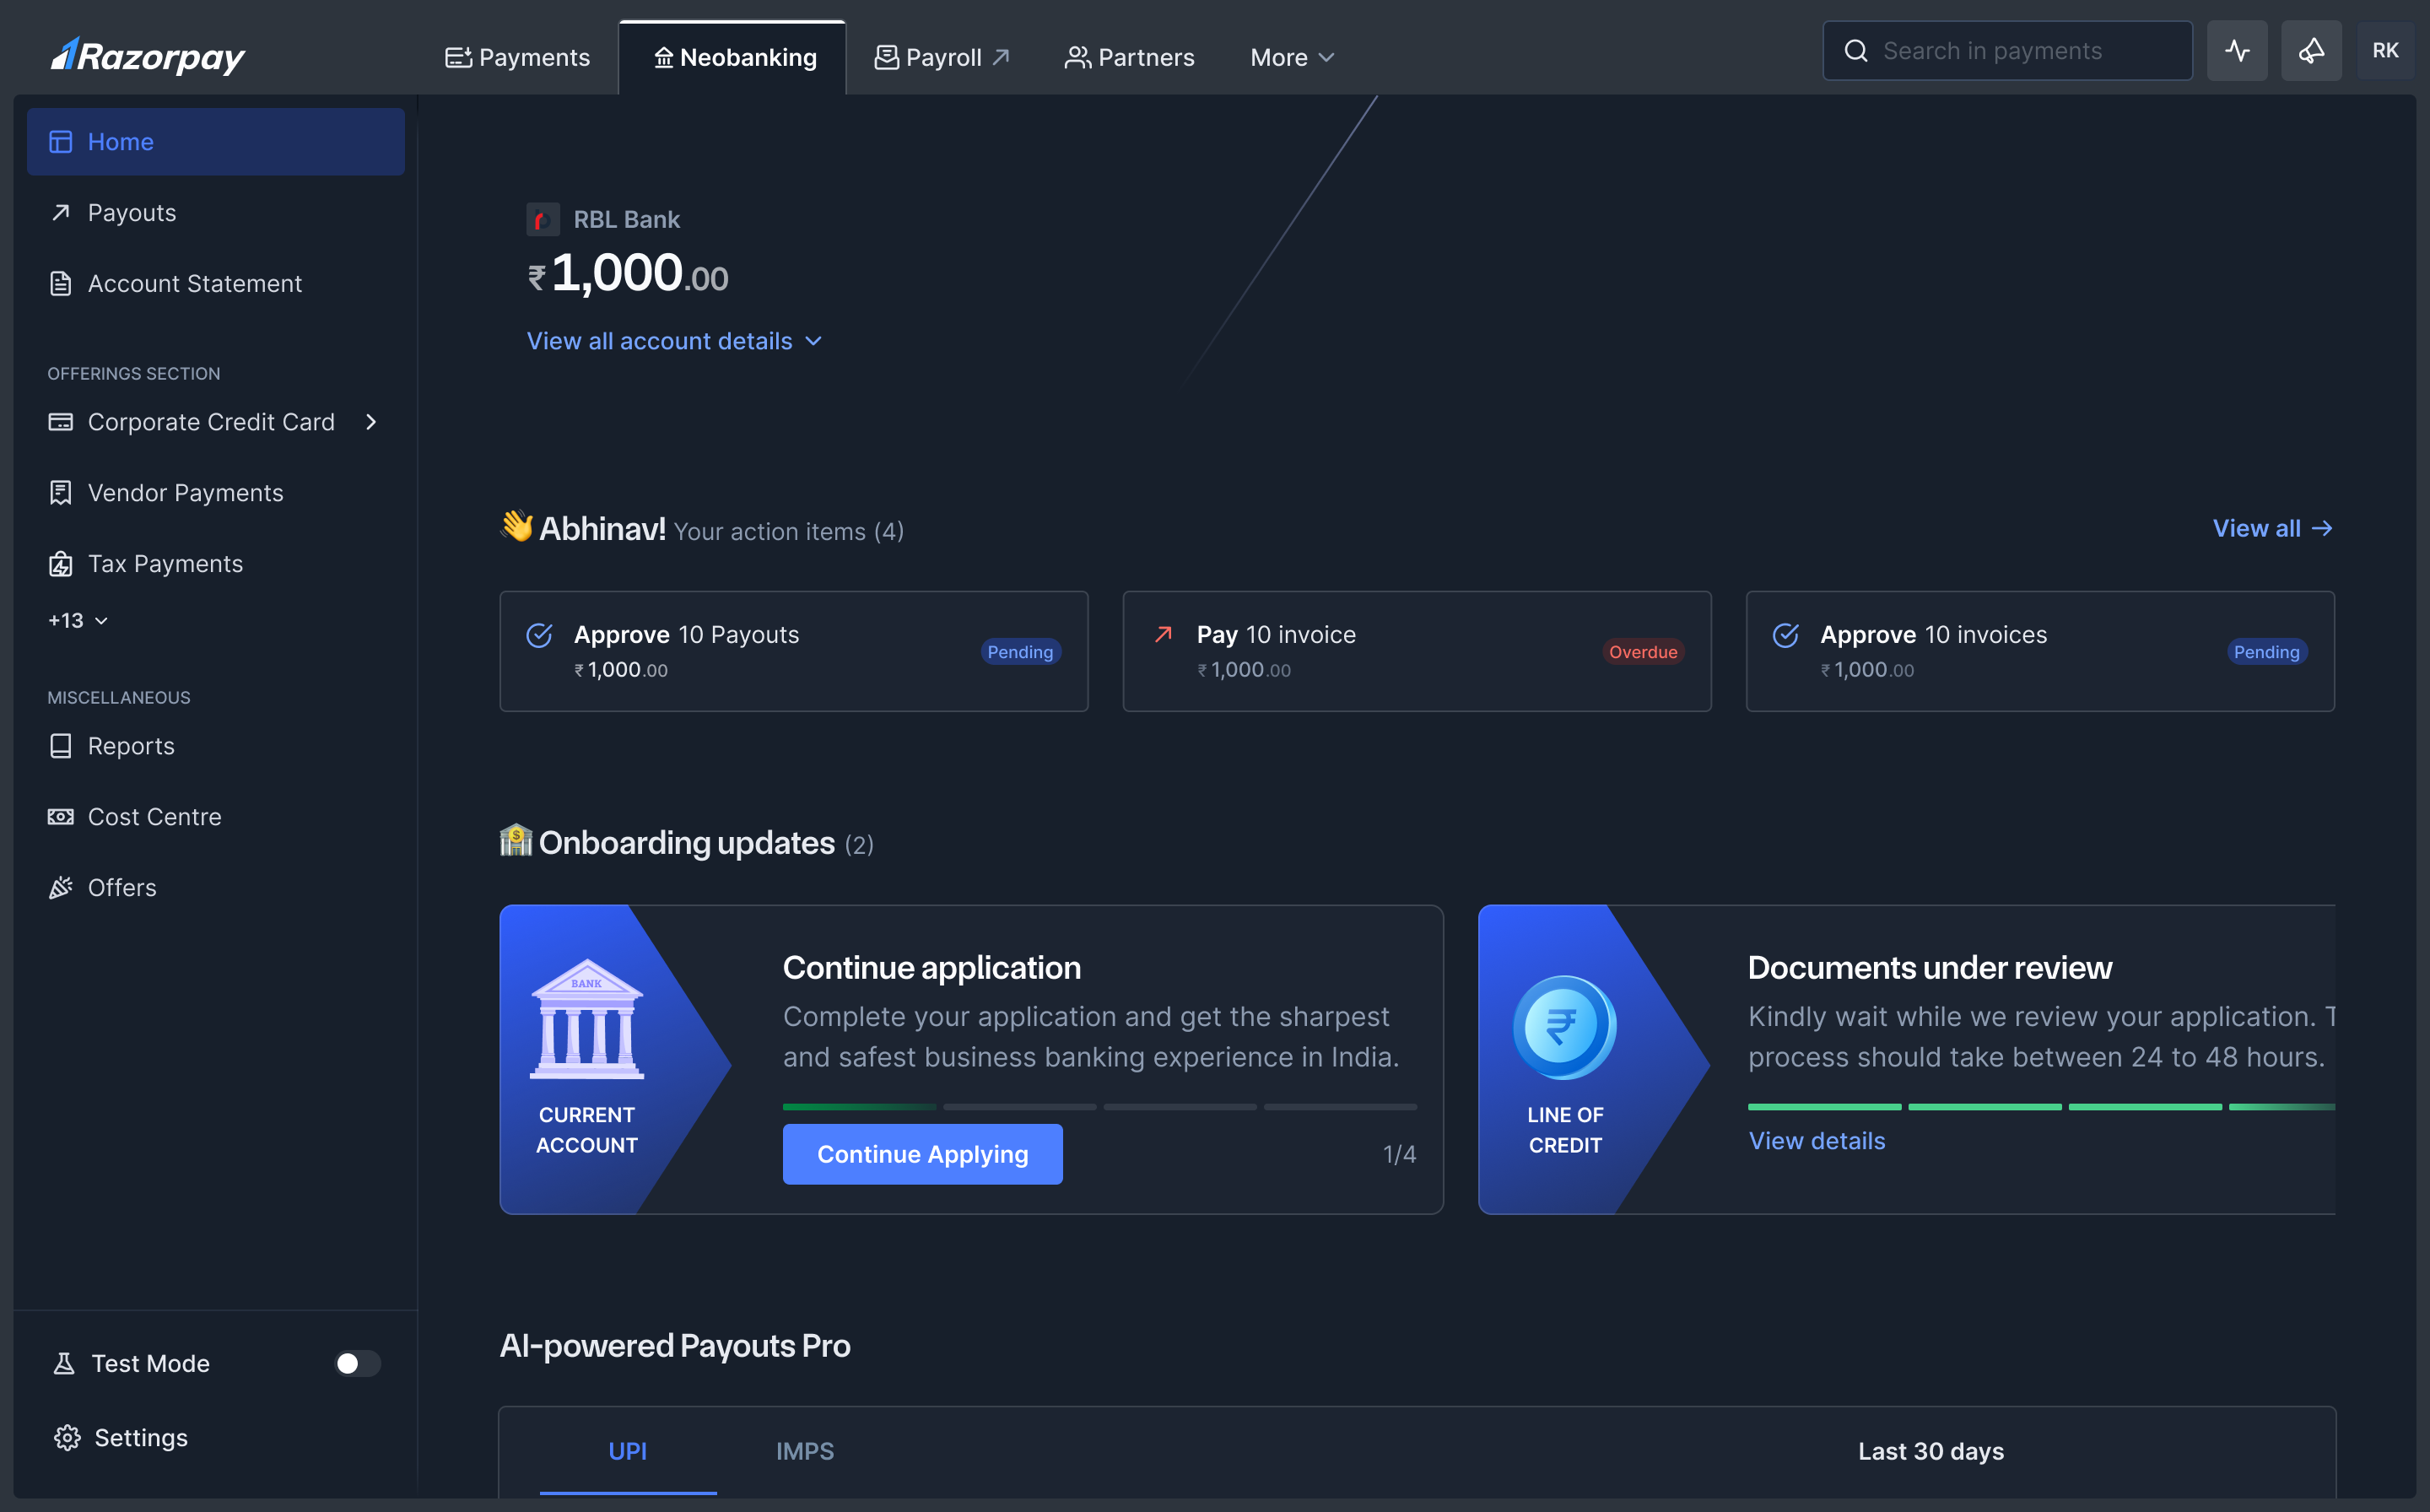 Razorpay
Payments
Neobanking
Payroll
Partners
More
Search in payments
RK
Home
Payouts
Account Statement
OFFERINGS SECTION
Corporate Credit Card
Vendor Payments
Tax Payments
+13
MISCELLANEOUS
Reports
Cost Centre
Offers
Test Mode
Settings
RBL Bank
₹1,000.00
View all account details
Abhinav! Your action items (4)
View all
Approve 10 Payouts
₹1,000.00
Pending
Pay 10 invoice
₹1,000.00
Overdue
Approve 10 invoices
₹1,000.00
Pending
Onboarding updates (2)
BANK
CURRENT
ACCOUNT
Continue application
Complete your application and get the sharpest
and safest business banking experience in India.
Continue Applying
1/4
₹
LINE OF
CREDIT
Documents under review
Kindly wait while we review your application. T
process should take between 24 to 48 hours.
View details
AI-powered Payouts Pro
UPI
IMPS
Last 30 days